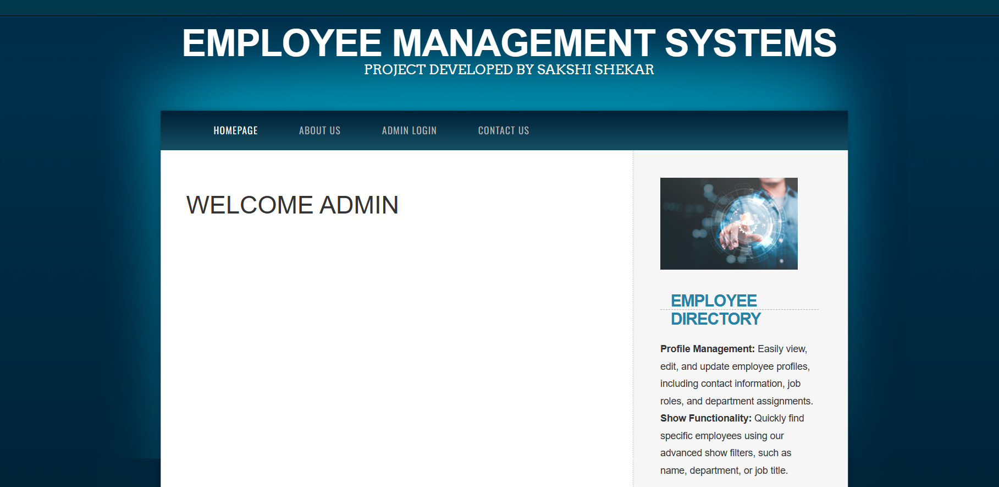 EMPLOYEE MANAGEMENT SYSTEMS
PROJECT DEVELOPED BY SAKSHI SHEKAR
HOMEPAGE ABOUT US ADMIN LOGIN CONTACT US
WELCOME ADMIN
EMPLOYEE
DIRECTORY
Profile Management: Easily view,
edit, and update employee profiles,
including contact information, job
roles, and department assignments.
Show Functionality: Quickly find
specific employees using our
advanced show filters, such as
name, department, or job title.